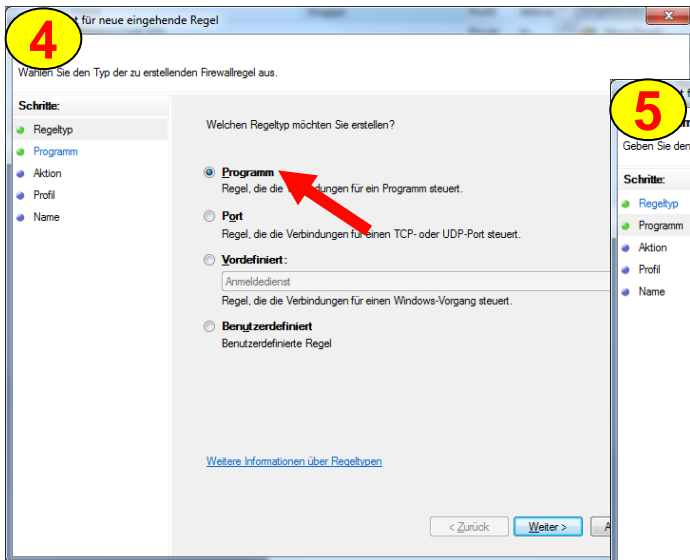 4
t für neue eingehende Regel
Wählen Sie den Typ der zu erstellenden Firewallregel aus.
Schritte:
Regeltyp
Programm
Aktion
Profil
Name
Welchen Regeltyp möchten Sie erstellen?
Programm
Regel, die die Verbindungen für ein Programm steuert.
Port
Regel, die die Verbindungen für einen TCP- oder UDP-Port steuert.
Vordefiniert:
Anmeldedienst
Regel, die die Verbindungen für einen Windows-Vorgang steuert.
Benutzerdefiniert
Benutzerdefinierte Regel
Weitere Informationen über Regeltypen
< Zurück
Weiter >
A
5
t f
Geben Sie den
Schritte:
Regeltyp
Programm
Aktion
Profil
Name